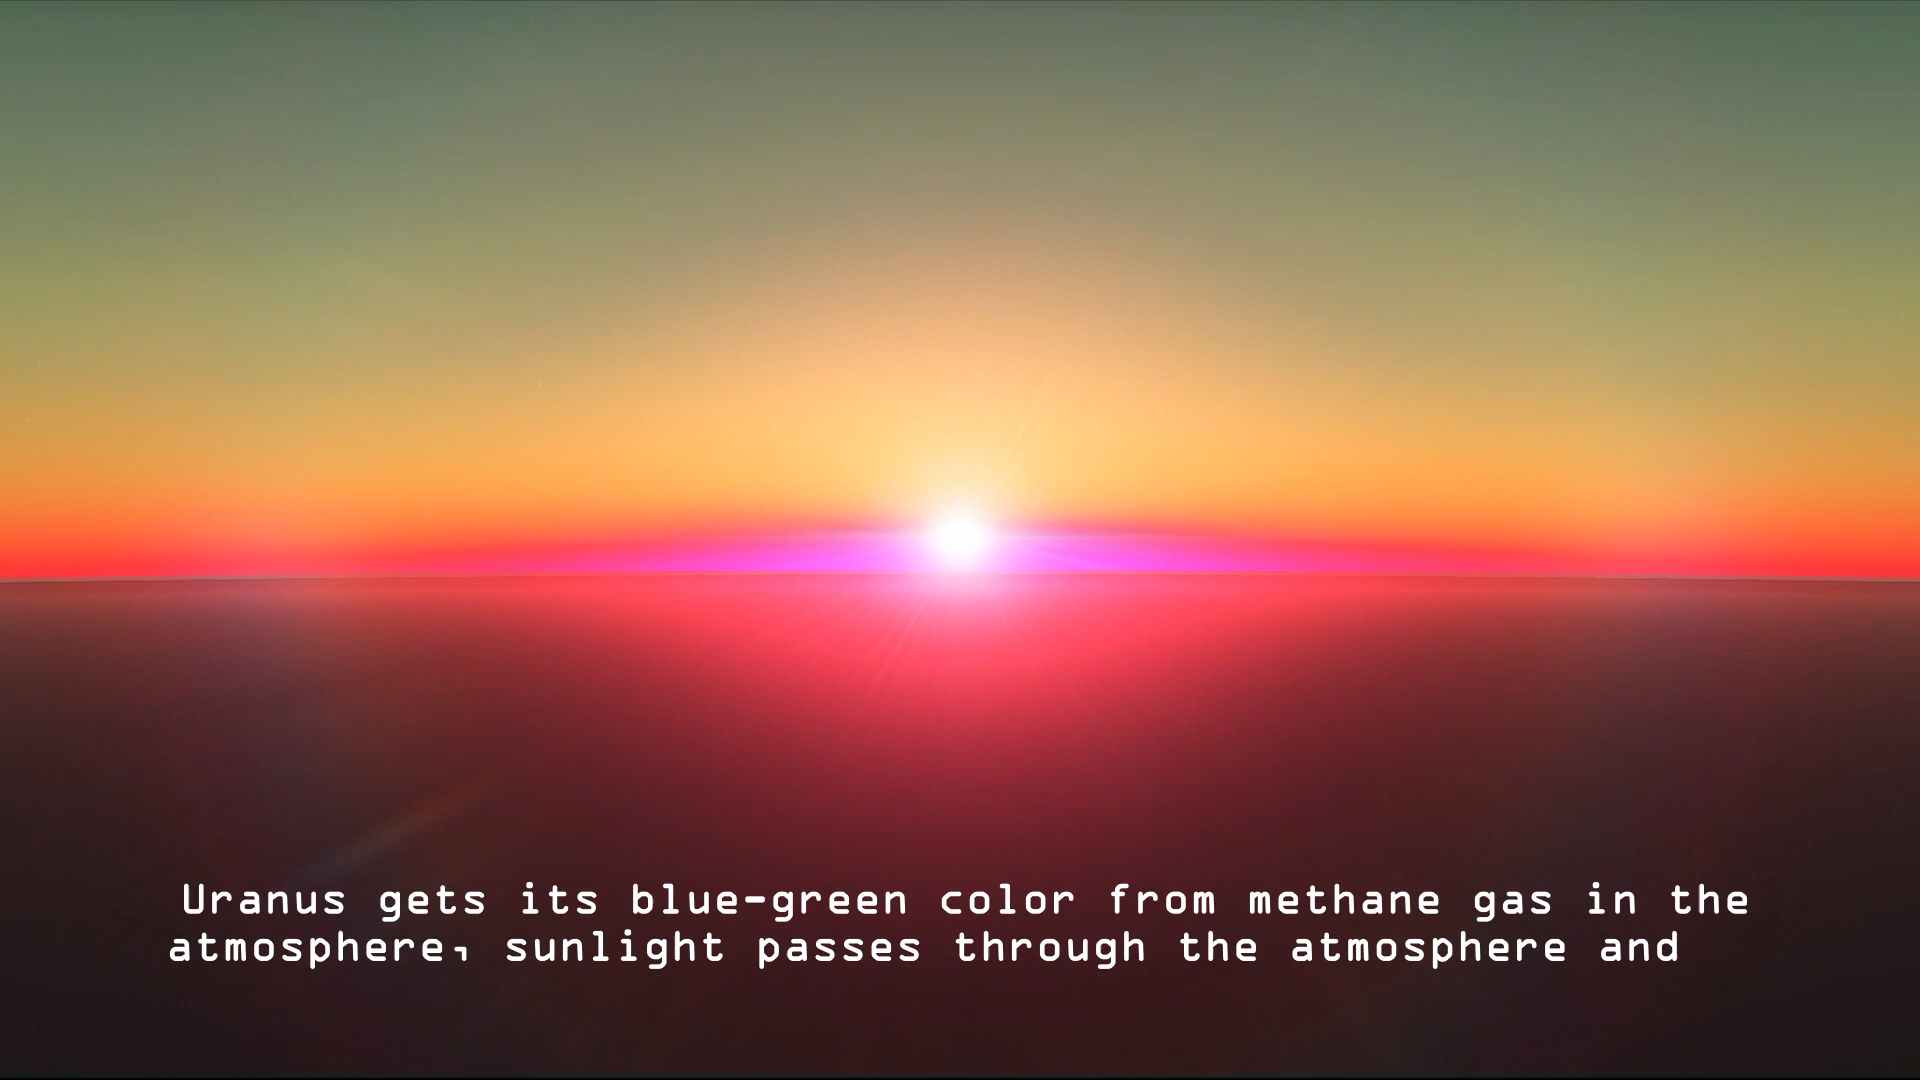 Uranus gets its blue-green color from methane gas in the
atmosphere, sunlight passes through the atmosphere and